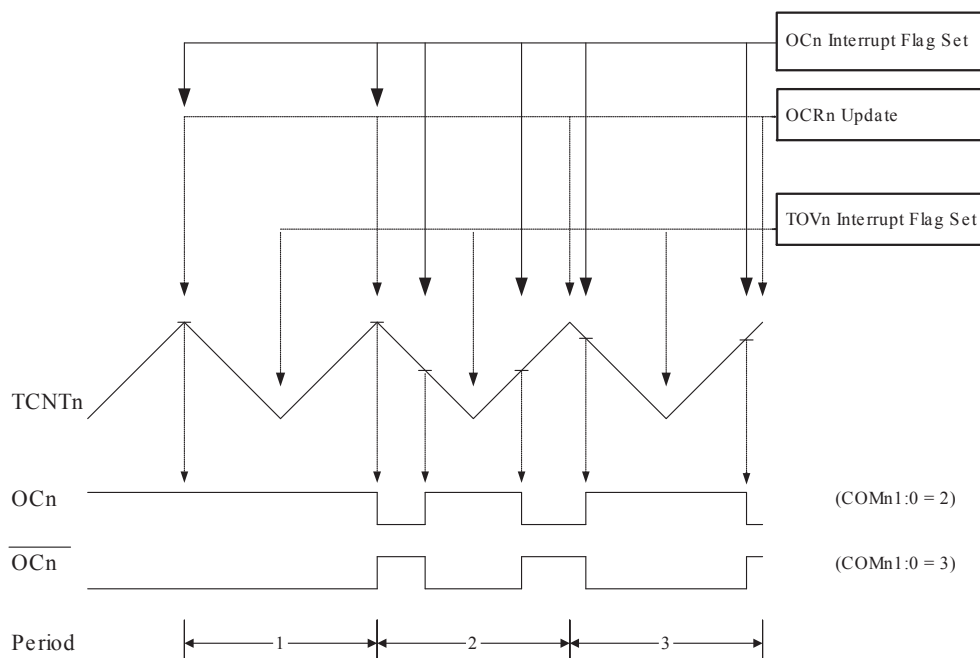 OCn Interrupt Flag Set
OCRn Update
TOVn Interrupt Flag Set
TCNTn
OCn
(COMn1:0 = 2)
OCn
(COMn1:0 = 3)
Period
1
2
3